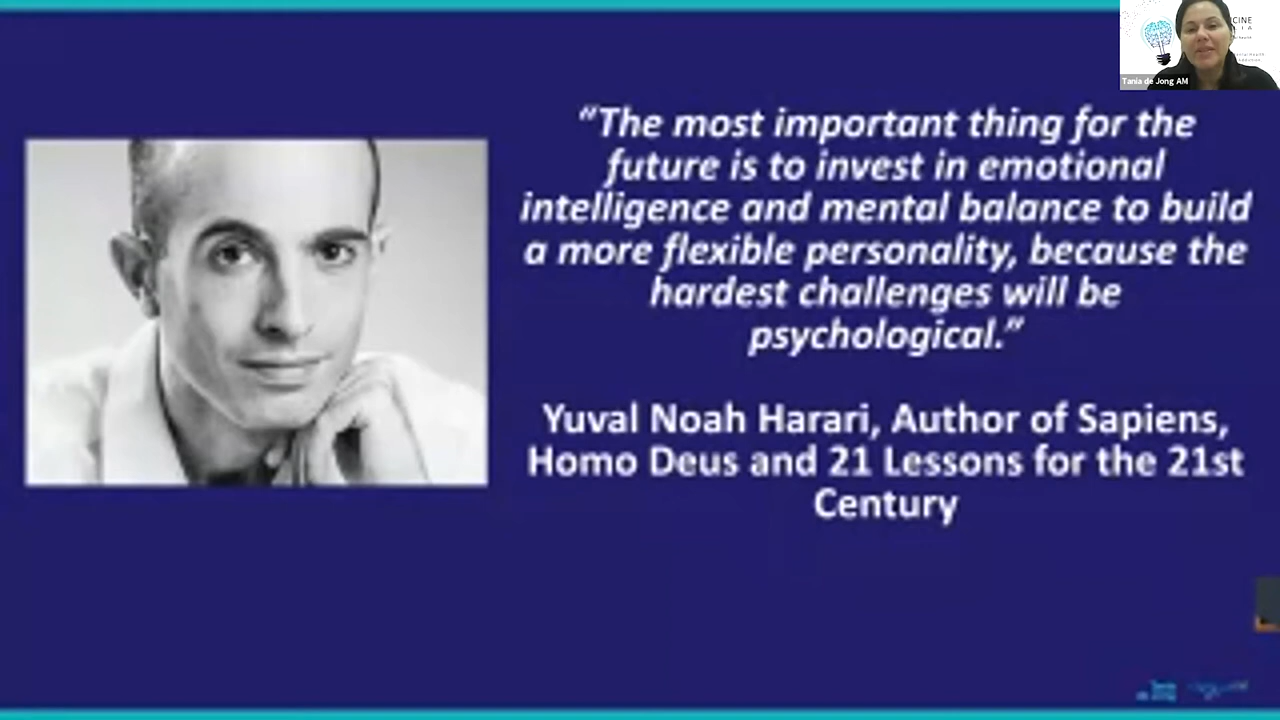 “The most important thing for the
future is to invest in emotional
intelligence and mental balance to build
a more flexible personality, because the
hardest challenges will be
psychological.”
Yuval Noah Harari, Author of Sapiens,
Homo Deus and 21 Lessons for the 21st
Century
Tania de Jong AM